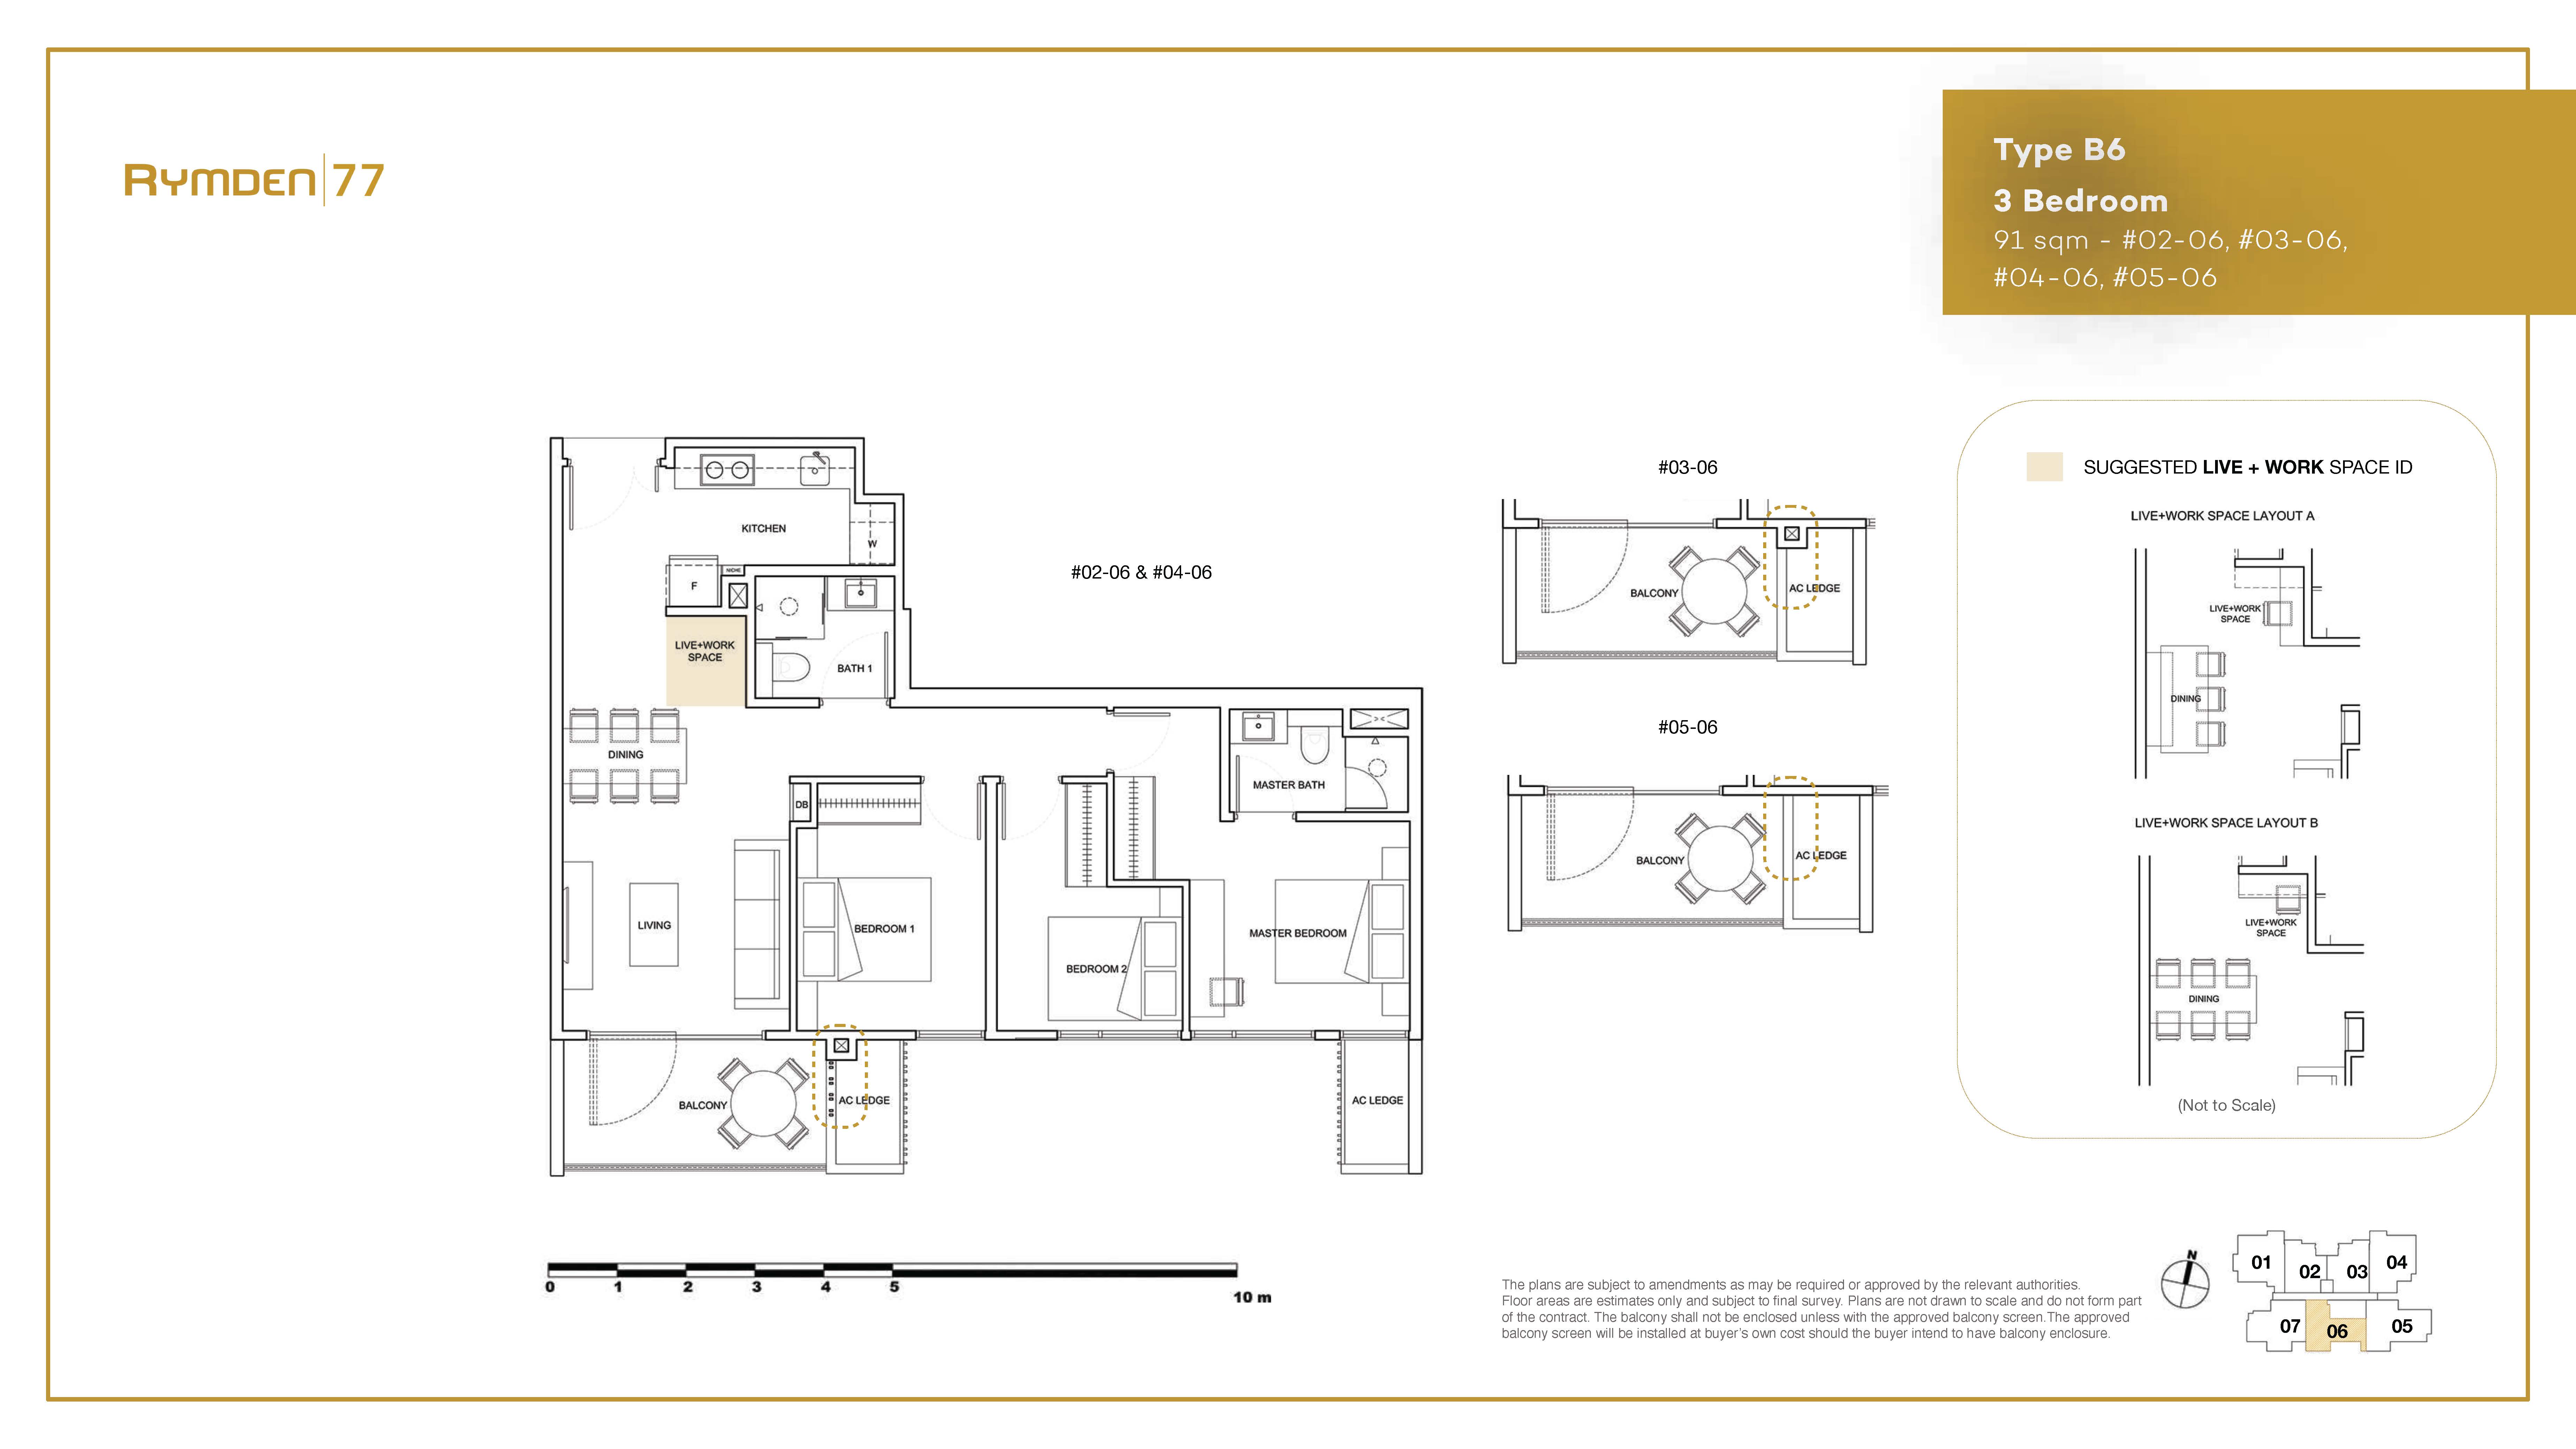 RYMDEN|77
Type B6
3 Bedroom
91 sqm - #02-06, #03-06,
#04-06, #05-06
KITCHEN
W
F
NICHE
LIVE+WORK
SPACE
BATH 1
DINING
DB
MASTER BATH
LIVING
BEDROOM 1
BEDROOM 2
MASTER BEDROOM
BALCONY
AC LEDGE
AC LEDGE
#02-06 & #04-06
#03-06
BALCONY
AC LEDGE
#05-06
BALCONY
AC LEDGE
SUGGESTED LIVE + WORK SPACE ID
LIVE+WORK SPACE LAYOUT A
LIVE+WORK
SPACE
DINING
LIVE+WORK SPACE LAYOUT B
LIVE+WORK
SPACE
DINING
(Not to Scale)
0 1 2 3 4 5 10 m
The plans are subject to amendments as may be required or approved by the relevant authorities.
Floor areas are estimates only and subject to final survey. Plans are not drawn to scale and do not form part
of the contract. The balcony shall not be enclosed unless with the approved balcony screen.The approved
balcony screen will be installed at buyer's own cost should the buyer intend to have balcony enclosure.
N
01 02 03 04
07 06 05